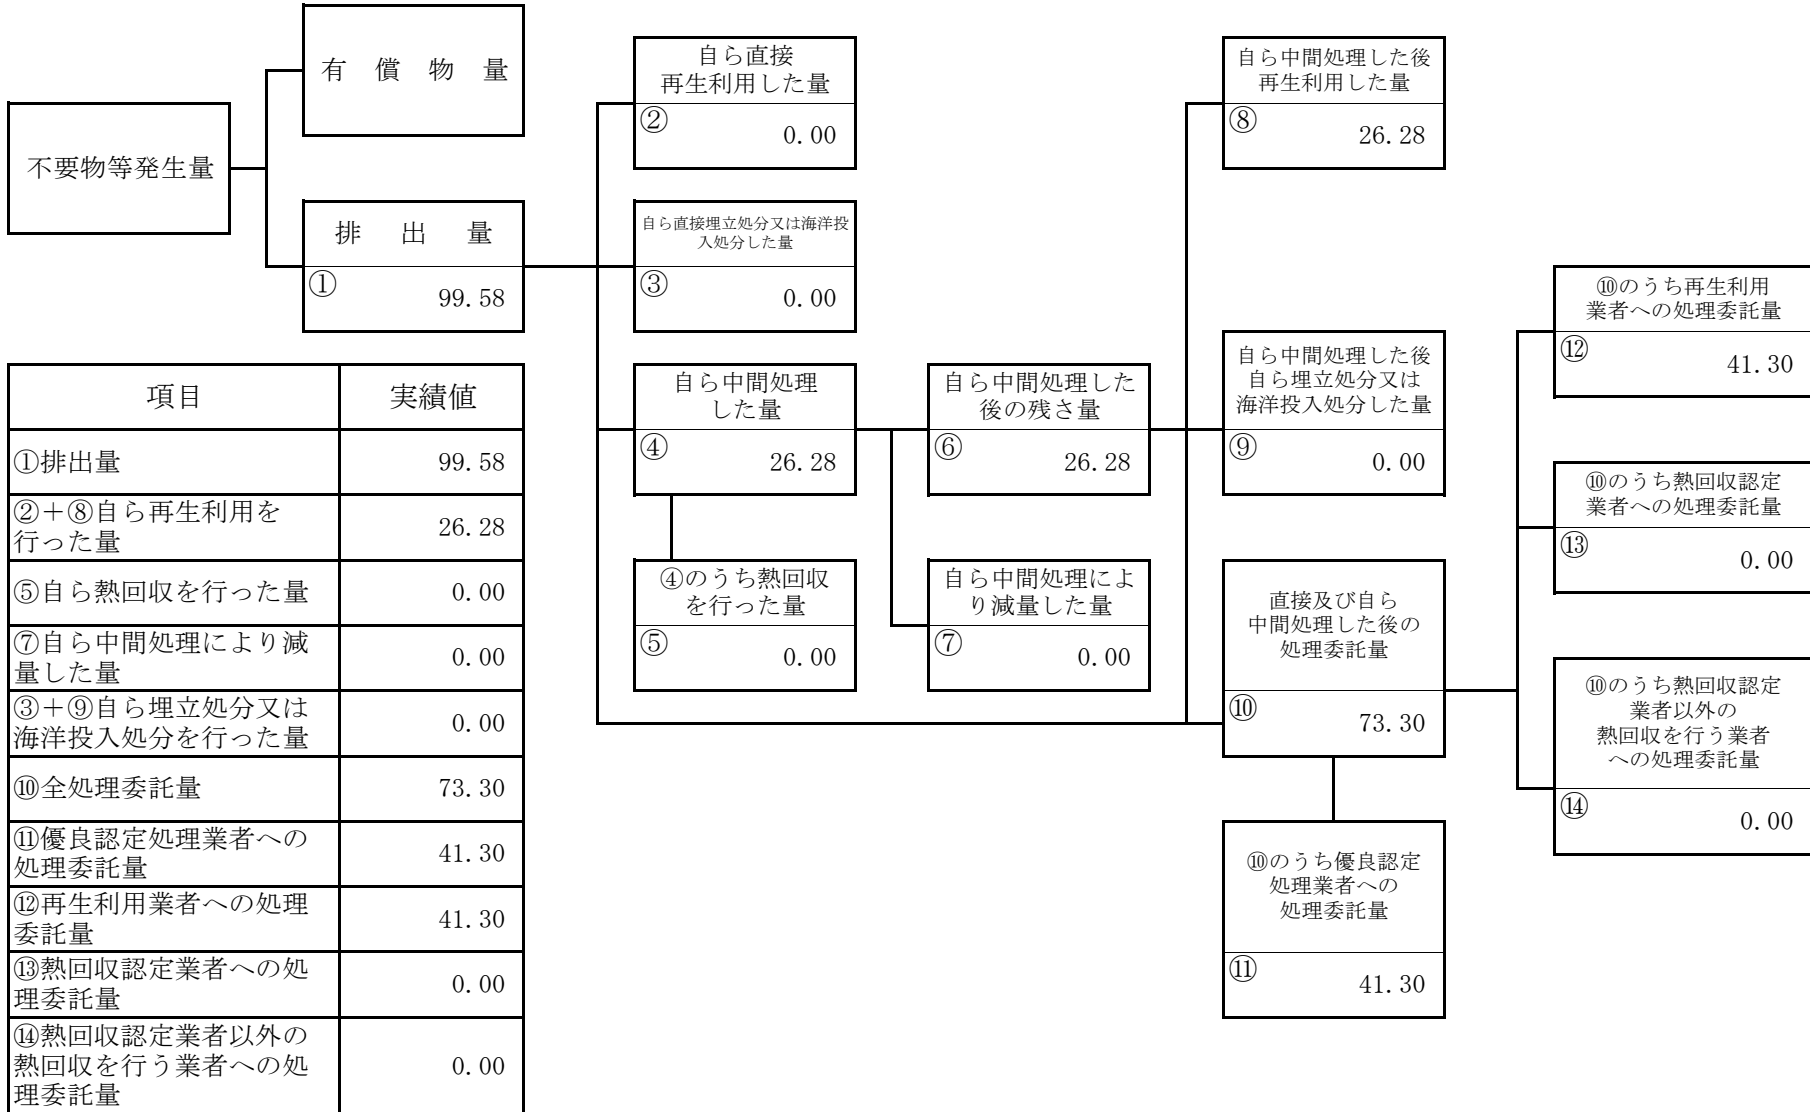 有償物量
不要物等発生量
排出量
①
99.58
自ら直接
再生利用した量
②
0.00
自ら直接埋立処分又は海洋投
入処分した量
③
0.00
自ら中間処理
した量
④
26.28
④のうち熱回収
を行った量
⑤
0.00
自ら中間処理した
後の残さ量
⑥
26.28
自ら中間処理によ
り減量した量
⑦
0.00
自ら中間処理した後
再生利用した量
⑧
26.28
自ら中間処理した後
自ら埋立処分又は
海洋投入処分した量
⑨
0.00
直接及び自ら
中間処理した後の
処理委託量
⑩
73.30
⑩のうち優良認定
処理業者への
処理委託量
⑪
41.30
⑩のうち再生利用
業者への処理委託量
⑫
41.30
⑩のうち熱回収認定
業者への処理委託量
⑬
0.00
⑩のうち熱回収認定
業者以外の
熱回収を行う業者
への処理委託量
⑭
0.00
項目 実績値
①排出量 99.58
②＋⑧自ら再生利用を
行った量 26.28
⑤自ら熱回収を行った量 0.00
⑦自ら中間処理により減
量した量 0.00
③＋⑨自ら埋立処分又は
海洋投入処分を行った量 0.00
⑩全処理委託量 73.30
⑪優良認定処理業者への
処理委託量 41.30
⑫再生利用業者への処理
委託量 41.30
⑬熱回収認定業者への処
理委託量 0.00
⑭熱回収認定業者以外の
熱回収を行う業者への処
理委託量 0.00